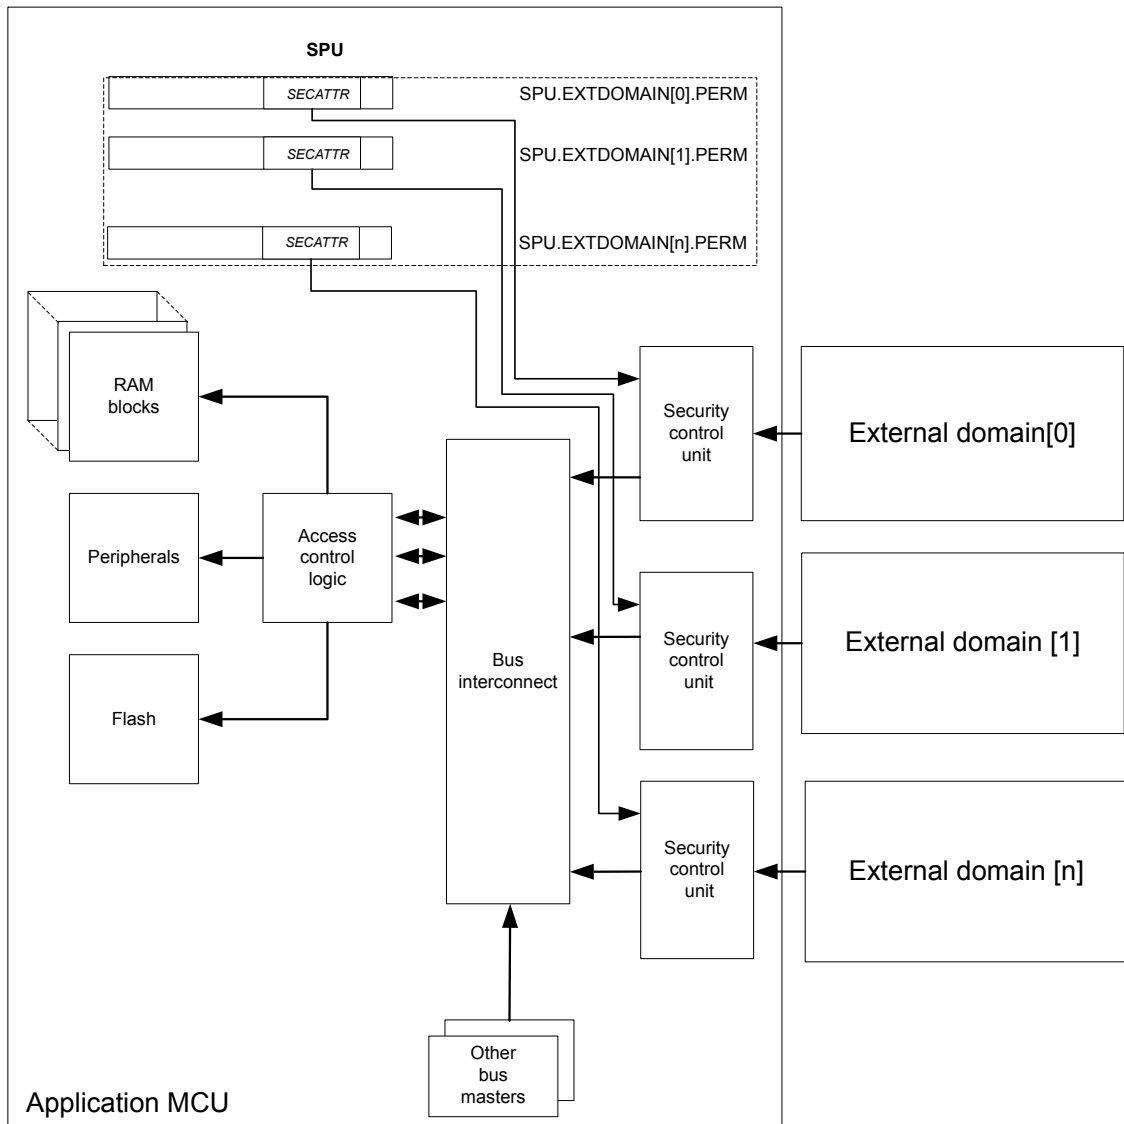 SPU
SECATTR
SPU.EXTDOMAIN[0].PERM
SECATTR
SPU.EXTDOMAIN[1].PERM
SECATTR
SPU.EXTDOMAIN[n].PERM
RAM
blocks
Peripherals
Flash
Access
control
logic
Bus
interconnect
Security
control
unit
External domain[0]
Security
control
unit
External domain [1]
Security
control
unit
External domain [n]
Other
bus
masters
Application MCU